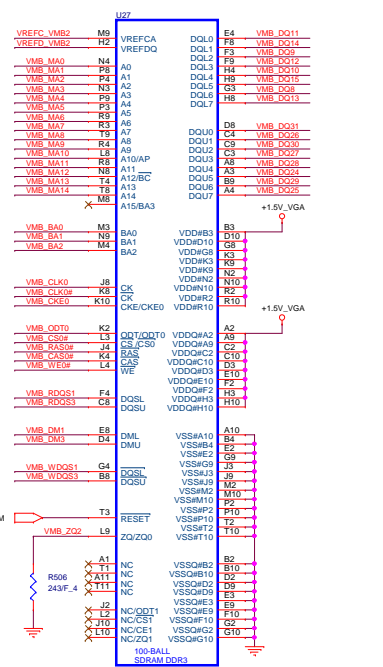 U27
VREFC_VMB2 M9 VREFCA
VREFD_VMB2 H2 VREFDQ
VMB_MA0 N4 A0
VMB_MA1 P8 A1
VMB_MA2 P4 A2
VMB_MA3 N3 A3
VMB_MA4 P9 A4
VMB_MA5 P3 A5
VMB_MA6 R9 A6
VMB_MA7 R3 A7
VMB_MA8 T9 A8
VMB_MA9 R4 A9
VMB_MA10 L8 A10/AP
VMB_MA11 R8 A11
VMB_MA12 N8 A12/BC
VMB_MA13 T4 A13
VMB_MA14 T8 A14
M8 A15/BA3
VMB_BA0 M3 BA0
VMB_BA1 N9 BA1
VMB_BA2 M4 BA2
VMB_CLK0 J8 CK
VMB_CLK0# K8 CK
VMB_CKE0 K10 CKE/CKE0
VMB_ODT0 K2 ODT/ODT0
VMB_CS0# L3 CS /CS0
VMB_RAS0# J4 RAS
VMB_CAS0# K4 CAS
VMB_WE0# L4 WE
VMB_RDQS1 F4 DQSL
VMB_RDQS3 C8 DQSU
VMB_DM1 E8 DML
VMB_DM3 D4 DMU
VMB_WDQS1 G4 DQSL
VMB_WDQS3 B8 DQSU
M T3 RESET
VMB_ZQ2 L9 ZQ/ZQ0
R506
243/F_4
A1 NC
T1 NC
A11 NC
T11 NC
J2 NC/ODT1
L2 NC/CS1
J10 NC/CE1
L10 NC/ZQ1
DQL0 E4 VMB_DQ11
DQL1 F8 VMB_DQ14
DQL2 F3 VMB_DQ9
DQL3 F9 VMB_DQ12
DQL4 H4 VMB_DQ10
DQL5 H9 VMB_DQ15
DQL6 G3 VMB_DQ8
DQL7 H8 VMB_DQ13
DQU0 D8 VMB_DQ31
DQU1 C4 VMB_DQ26
DQU2 C9 VMB_DQ30
DQU3 C3 VMB_DQ27
DQU4 A8 VMB_DQ28
DQU5 A3 VMB_DQ24
DQU6 B9 VMB_DQ29
DQU7 A4 VMB_DQ25
+1.5V_VGA
VDD#B3 B3
VDD#D10 D10
VDD#G8 G8
VDD#K3 K3
VDD#K9 K9
VDD#N2 N2
VDD#N10 N10
VDD#R2 R2
VDD#R10 R10
+1.5V_VGA
VDDQ#A2 A2
VDDQ#A9 A9
VDDQ#C2 C2
VDDQ#C10 C10
VDDQ#D3 D3
VDDQ#E10 E10
VDDQ#F2 F2
VDDQ#H3 H3
VDDQ#H10 H10
VSS#A10 A10
VSS#B4 B4
VSS#E2 E2
VSS#G9 G9
VSS#J3 J3
VSS#J9 J9
VSS#M2 M2
VSS#M10 M10
VSS#P2 P2
VSS#P10 P10
VSS#T2 T2
VSS#T10 T10
VSSQ#B2 B2
VSSQ#B10 B10
VSSQ#D2 D2
VSSQ#D9 D9
VSSQ#E3 E3
VSSQ#E9 E9
VSSQ#F10 F10
VSSQ#G2 G2
VSSQ#G10 G10
100-BALL
SDRAM DDR3